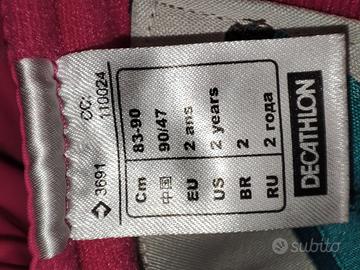 CC:
110024
3691
Cm 83-90
中国 90/47
EU 2 ans
US 2 years
BR 2
RU 2 года
DECATHLON
subito